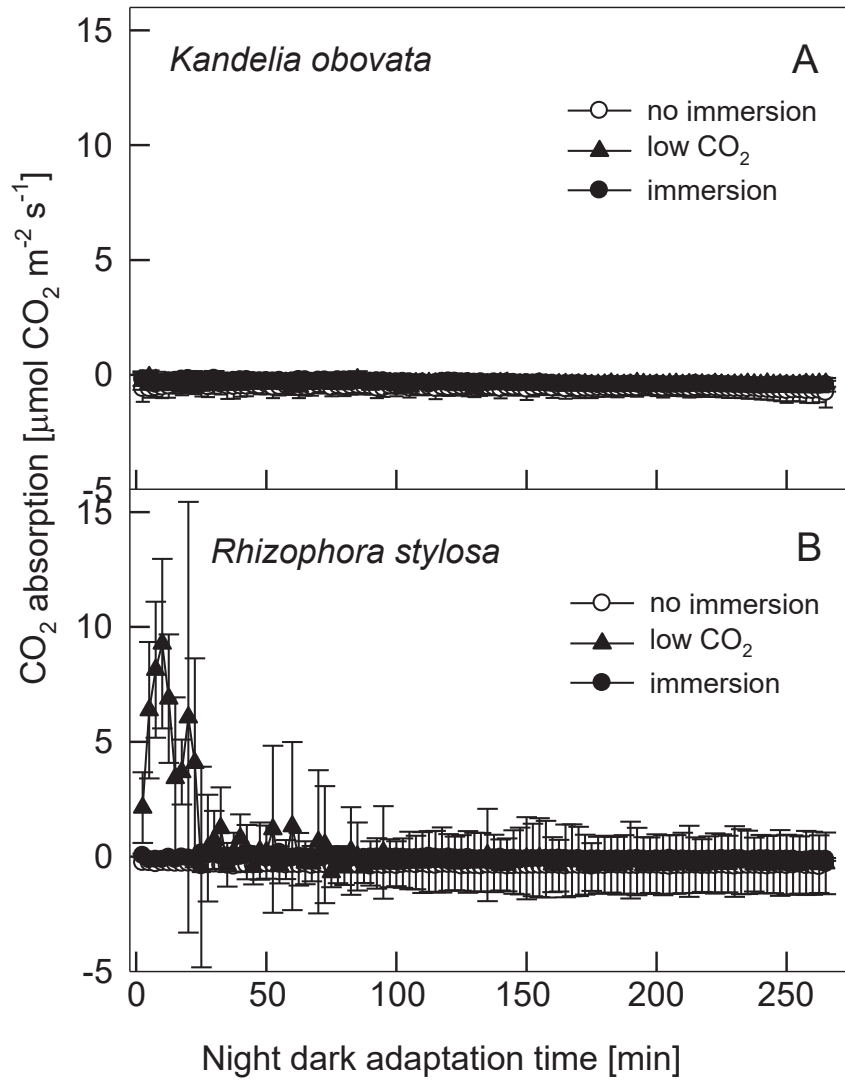 CO₂ absorption [μmol CO₂ m⁻² s⁻¹]
15
Kandelia obovata
A
no immersion
low CO₂
immersion
10
5
0
-5
15
Rhizophora stylosa
B
no immersion
low CO₂
immersion
10
5
0
-5
0 50 100 150 200 250
Night dark adaptation time [min]